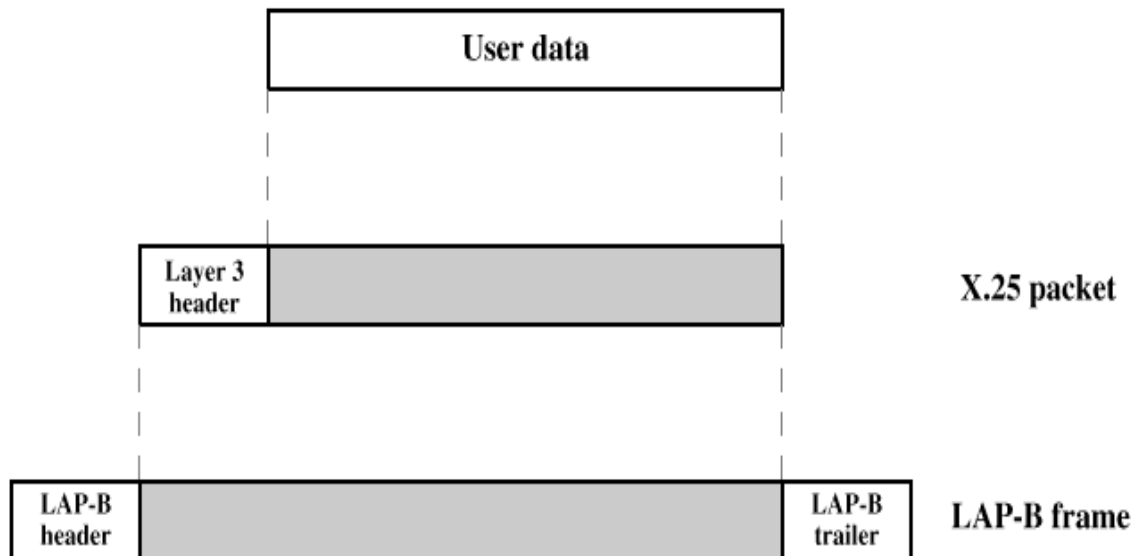 User data
Layer 3
header
X.25 packet
LAP-B
header
LAP-B
trailer
LAP-B frame